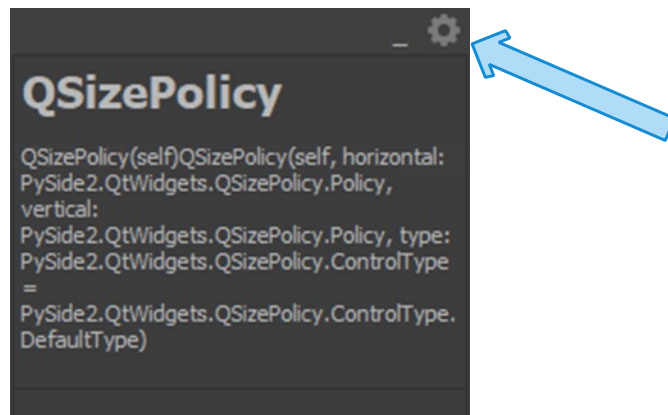 _
QSizePolicy
QSizePolicy(self)QSizePolicy(self, horizontal:
PySide2.QtWidgets.QSizePolicy.Policy,
vertical:
PySide2.QtWidgets.QSizePolicy.Policy, type:
PySide2.QtWidgets.QSizePolicy.ControlType
=
PySide2.QtWidgets.QSizePolicy.ControlType.
DefaultType)